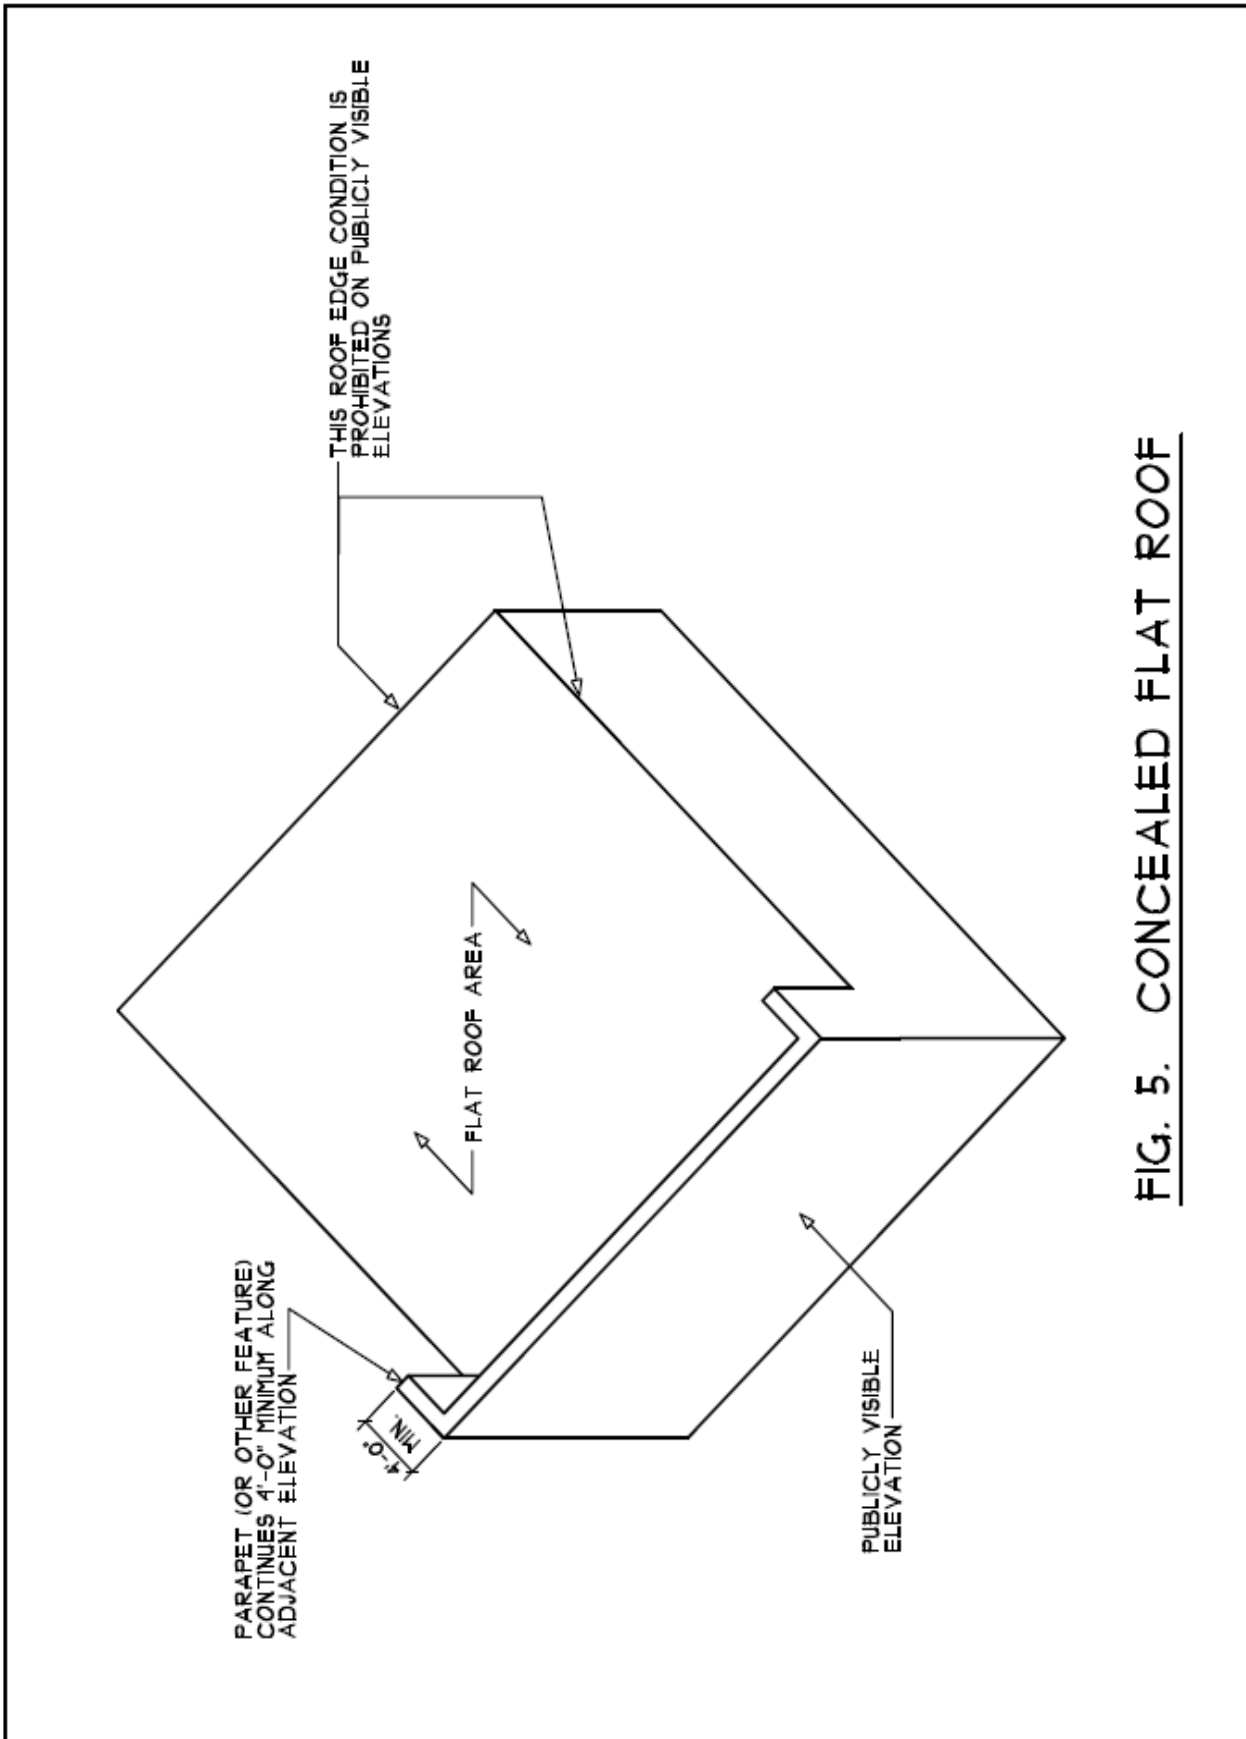 PARAPET (OR OTHER FEATURE)
CONTINUES 4'-0" MINIMUM ALONG
ADJACENT ELEVATION
4'-0"
MIN.
THIS ROOF EDGE CONDITION IS
PROHIBITED ON PUBLICLY VISIBLE
ELEVATIONS
FLAT ROOF AREA
PUBLICLY VISIBLE
ELEVATION
FIG. 5. CONCEALED FLAT ROOF